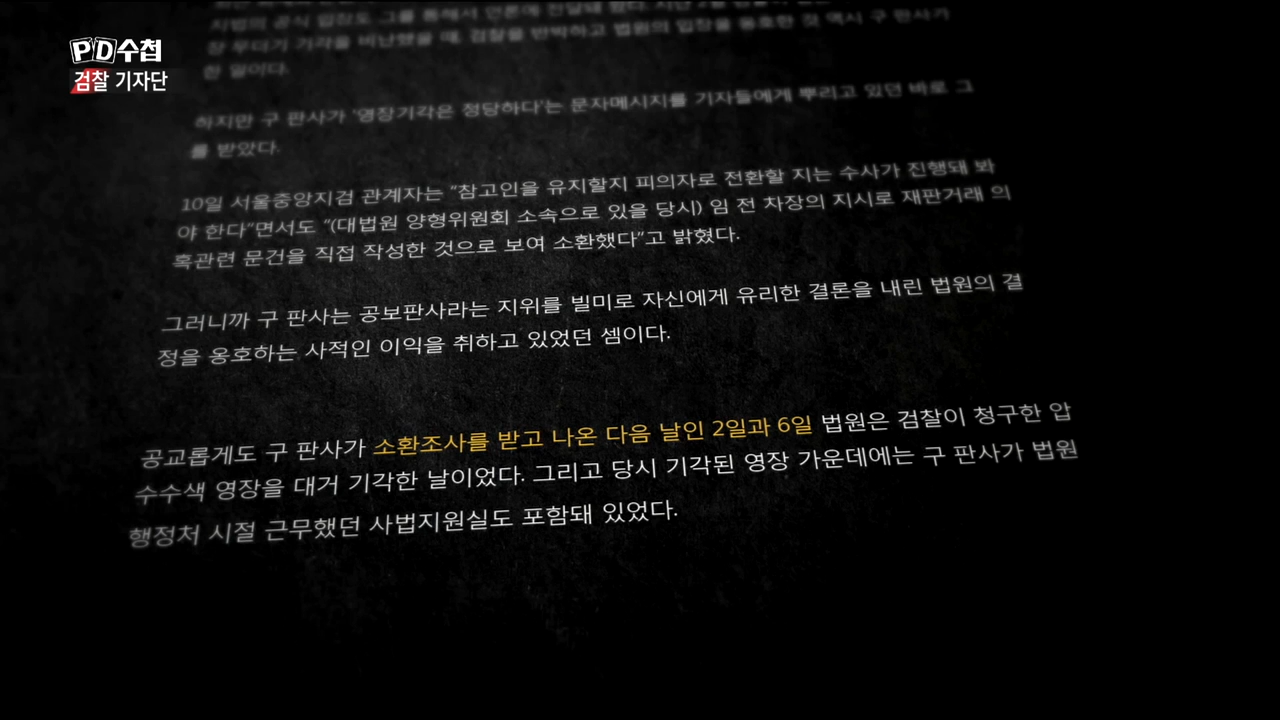 PD수첩
검찰 기자단
지법의 공식 입장도 그를 통해서 언론에 전달돼 왔다.
장 무더기 기각을 비난했을 때, 검찰을 반박하고 법원의 입장을 옹호한 것 역시 구 판사가
한 일이다.
하지만 구 판사가 '영장기각은 정당하다'는 문자메시지를 기자들에게 뿌리고 있던 바로 그
를 받았다.
10일 서울중앙지검 관계자는 "참고인을 유지할지 피의자로 전환할 지는 수사가 진행돼 봐
야 한다"면서도 "(대법원 양형위원회 소속으로 있을 당시) 임 전 차장의 지시로 재판거래 의
혹관련 문건을 직접 작성한 것으로 보여 소환했다"고 밝혔다.
그러니까 구 판사는 공보판사라는 지위를 빌미로 자신에게 유리한 결론을 내린 법원의 결
정을 옹호하는 사적인 이익을 취하고 있었던 셈이다.
공교롭게도 구 판사가 소환조사를 받고 나온 다음 날인 2일과 6일 법원은 검찰이 청구한 압
수수색 영장을 대거 기각한 날이었다. 그리고 당시 기각된 영장 가운데에는 구 판사가 법원
행정처 시절 근무했던 사법지원실도 포함돼 있었다.